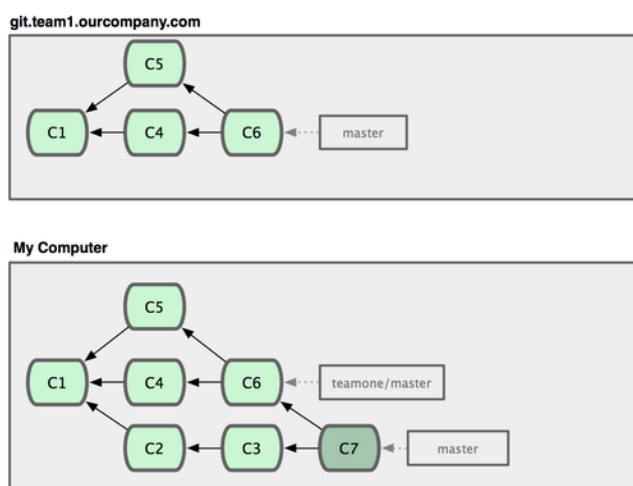 git.team1.ourcompany.com
C5
C1
C4
C6
master
My Computer
C5
C1
C4
C6
teamone/master
C2
C3
C7
master